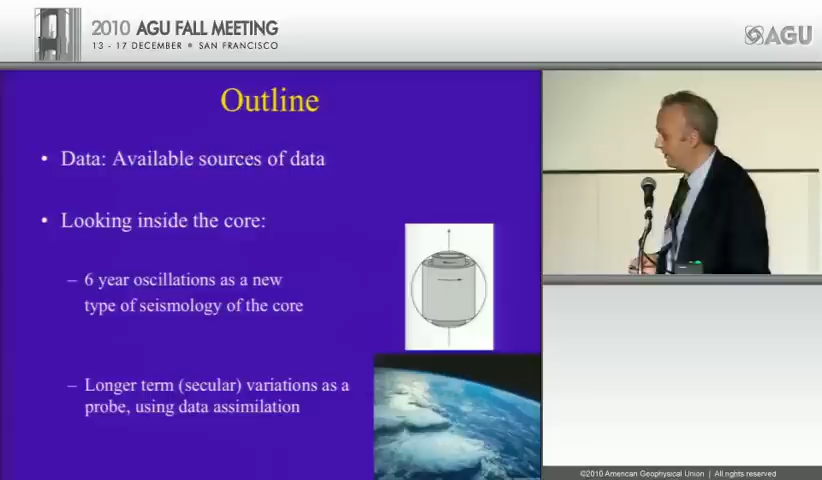 2010 AGU FALL MEETING
13 - 17 DECEMBER • SAN FRANCISCO
AGU
Outline
• Data: Available sources of data
• Looking inside the core:
– 6 year oscillations as a new
type of seismology of the core
– Longer term (secular) variations as a
probe, using data assimilation
©2010 American Geophysical Union | All rights reserved